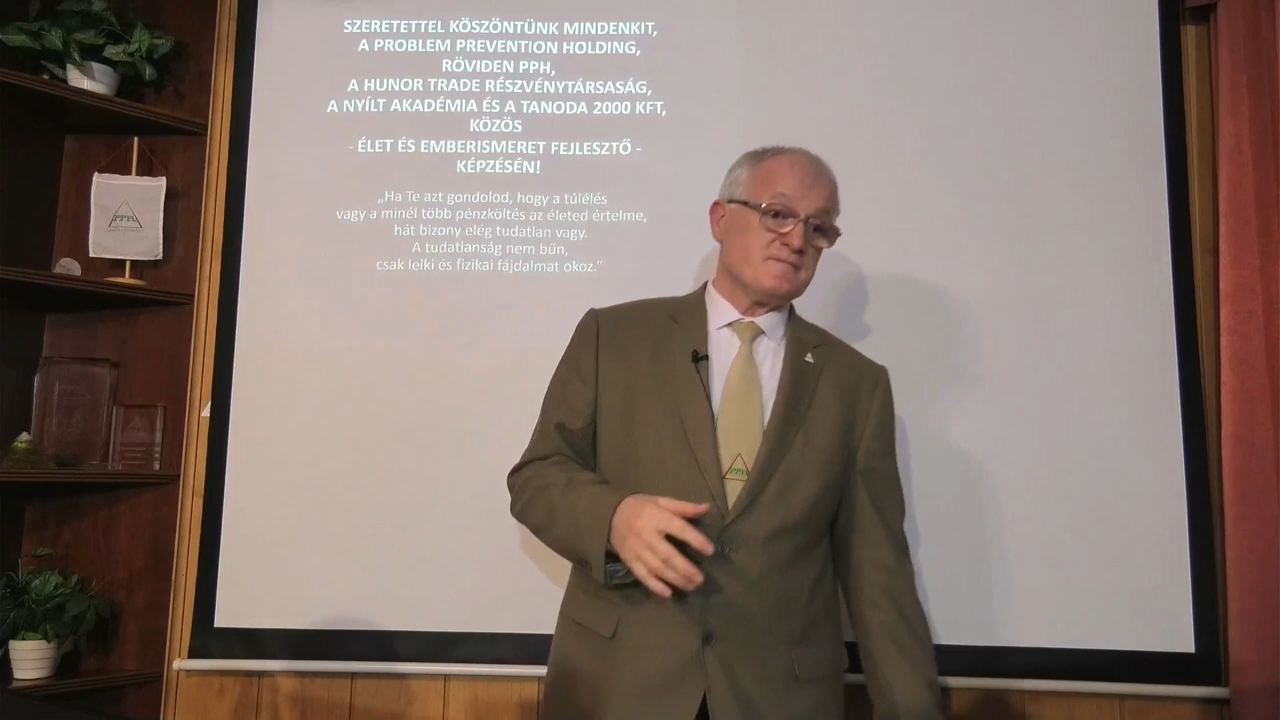 SZERETETTEL KÖSZÖNTÜNK MINDENKIT,
A PROBLEM PREVENTION HOLDING,
RÖVIDEN PPH,
A HUNOR TRADE RÉSZVÉNYTÁRSASÁG,
A NYÍLT AKADÉMIA ÉS A TANODA 2000 KFT,
KÖZÖS
- ÉLET ÉS EMBERISMERET FEJLESZTŐ -
KÉPZÉSÉN!
„Ha Te azt gondolod, hogy a túlélés
vagy a minél több pénzköltés az életed értelme,
hát bizony elég tudatlan vagy.
A tudatlanság nem bűn,
csak lelki és fizikai fájdalmat okoz.”
PPH
PPH